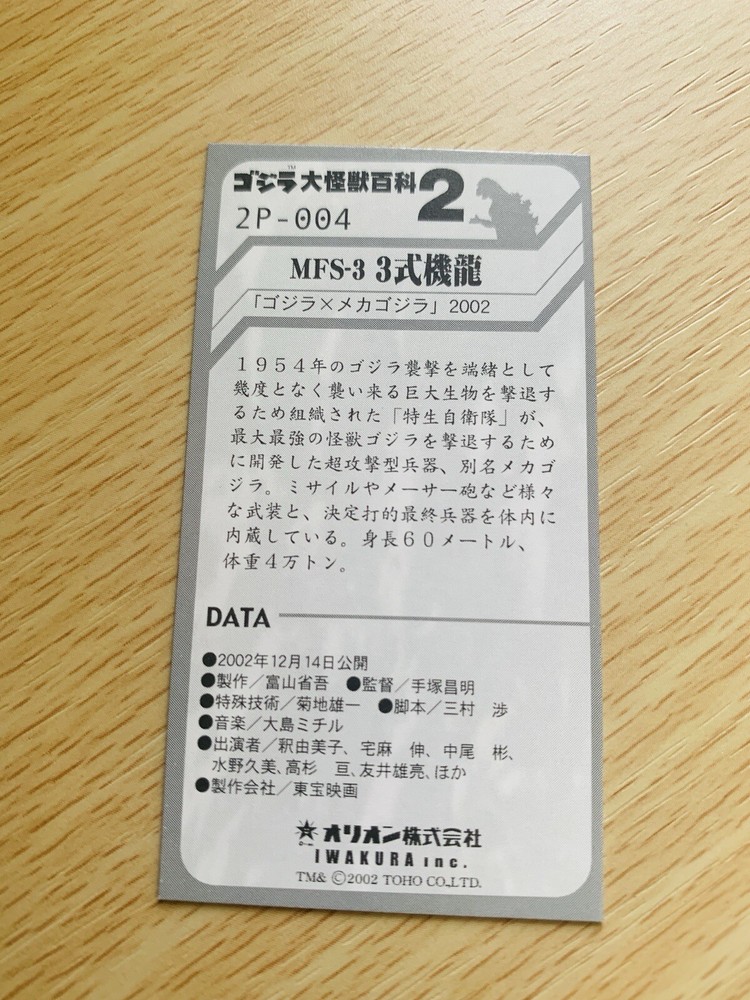 ゴジラ™大怪獣百科2
2P-004
MFS-3 3式機龍
「ゴジラ×メカゴジラ」2002
1954年のゴジラ襲撃を端緒として
幾度となく襲い来る巨大生物を撃退す
るため組織された「特生自衛隊」が、
最大最強の怪獣ゴジラを撃退するため
に開発した超攻撃型兵器、別名メカゴ
ジラ。ミサイルやメーサー砲など様々
な武装と、決定打的最終兵器を体内に
内蔵している。身長60メートル、
体重4万トン。
DATA
●2002年12月14日公開
●製作／富山省吾 ●監督／手塚昌明
●特殊技術／菊地雄一 ●脚本／三村 渉
●音楽／大島ミチル
●出演者／釈由美子、宅麻 伸、中尾 彬、
水野久美、高杉 亘、友井雄亮、ほか
●製作会社／東宝映画
オリオン株式会社
IWAKURA inc.
TM& ©2002 TOHO CO.,LTD.